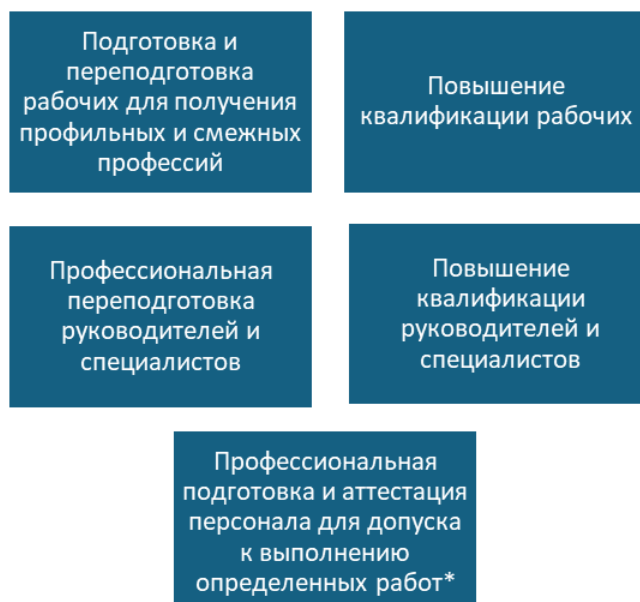 Подготовка и
переподготовка
рабочих для получения
профильных и смежных
профессий
Повышение
квалификации рабочих
Профессиональная
переподготовка
руководителей и
специалистов
Повышение
квалификации
руководителей и
специалистов
Профессиональная
подготовка и аттестация
персонала для допуска
к выполнению
определенных работ*